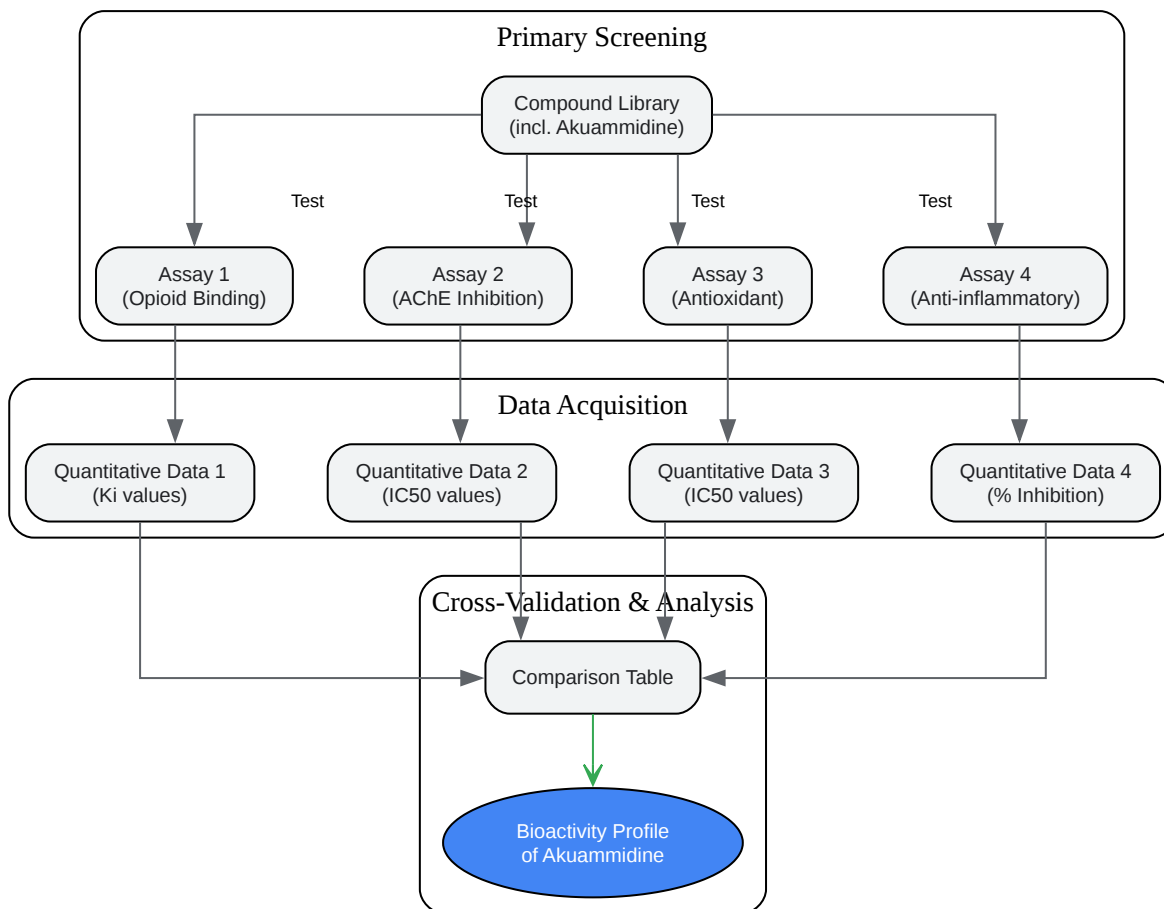 Primary Screening
Compound Library
(incl. Akuammidine)
Test
Test
Test
Test
Assay 1
(Opioid Binding)
Assay 2
(AChE Inhibition)
Assay 3
(Antioxidant)
Assay 4
(Anti-inflammatory)
Data Acquisition
Quantitative Data 1
(Ki values)
Quantitative Data 2
(IC50 values)
Quantitative Data 3
(IC50 values)
Quantitative Data 4
(% Inhibition)
Cross-Validation & Analysis
Comparison Table
Bioactivity Profile
of Akuammidine